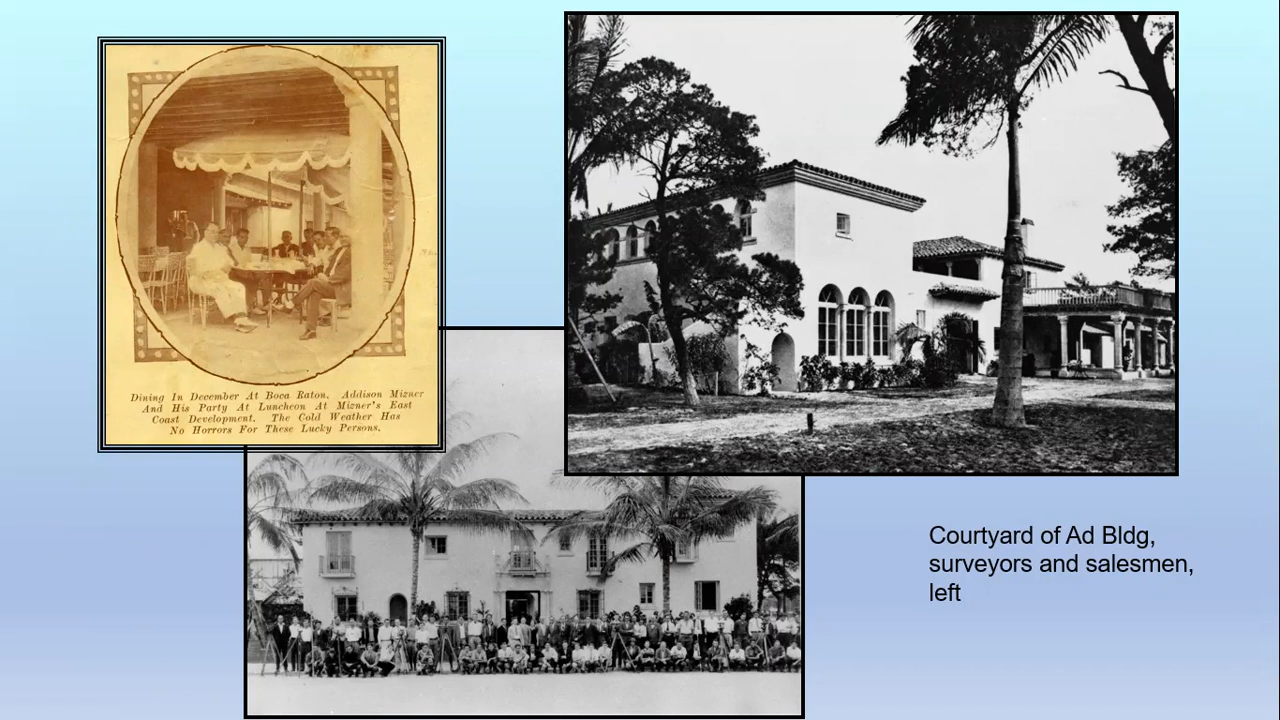 Dining In December At Boca Raton. Addison Mizner
And His Party At Luncheon At Mizner's East
Coast Development. The Cold Weather Has
No Horrors For These Lucky Persons.
Courtyard of Ad Bldg,
surveyors and salesmen,
left